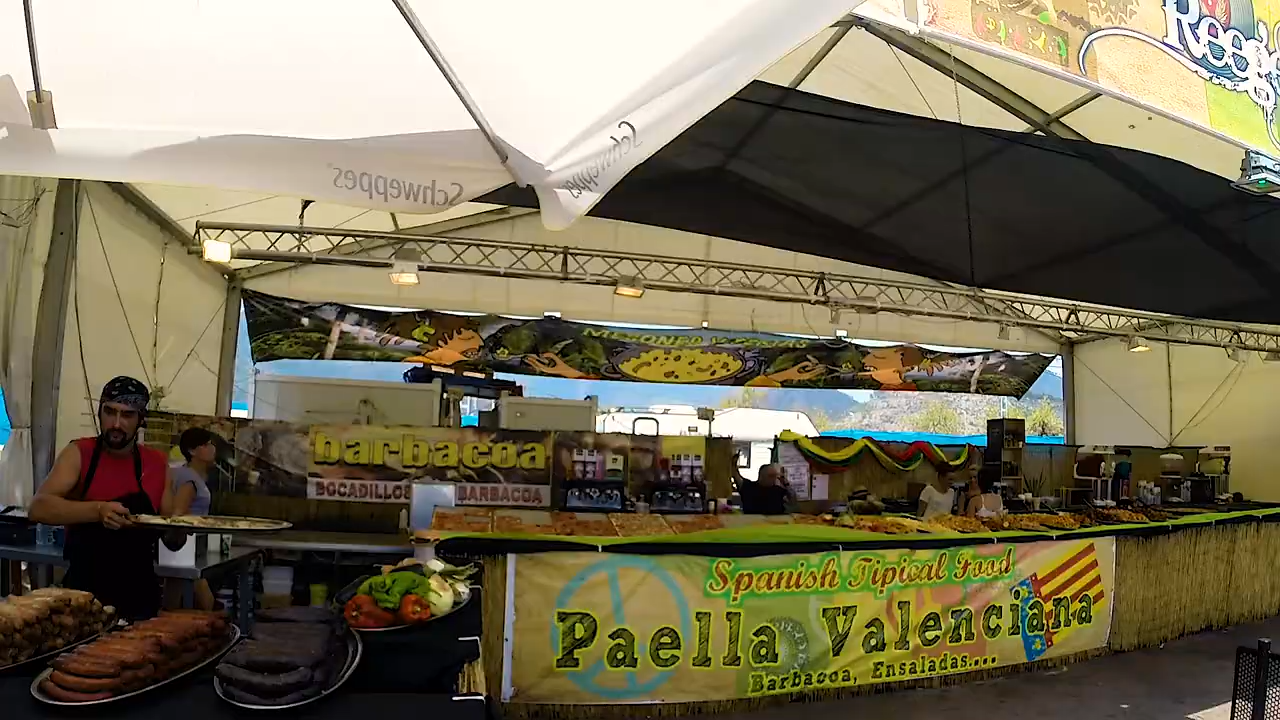 Schweppes
Schweppes
barbacoa
BOCADILLOS
BARBACOA
Spanish Tipical Food
Paella Valenciana
Barbacoa, Ensaladas...